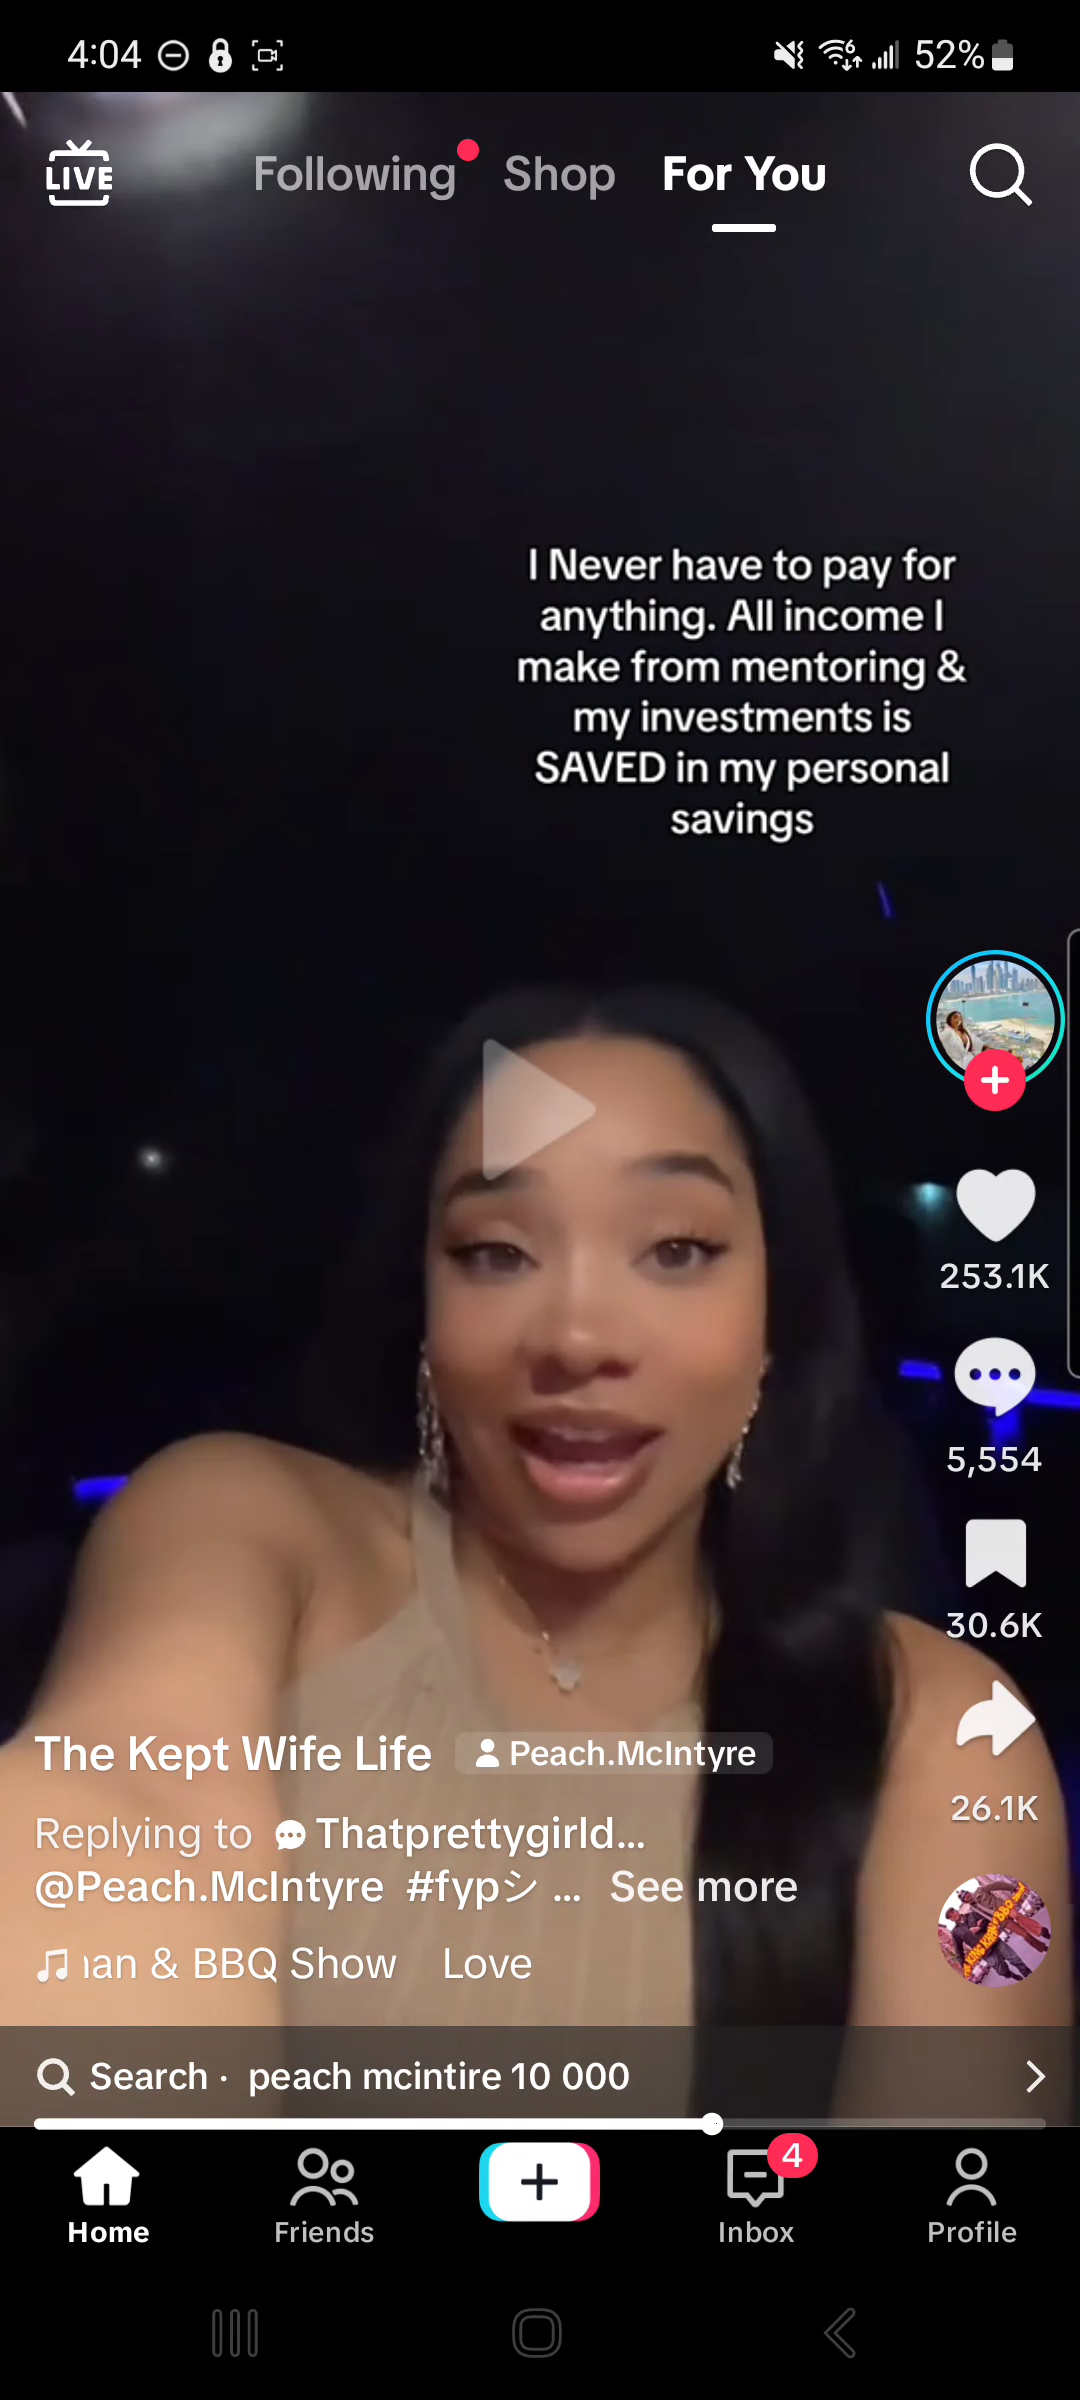 4:04
52%
LIVE
Following
Shop
For You
I Never have to pay for
anything. All income I
make from mentoring &
my investments is
SAVED in my personal
savings
253.1K
5,554
30.6K
26.1K
The Kept Wife Life
Peach.McIntyre
Replying to Thatprettygirld...
@Peach.McIntyre #fypシ ... See more
an & BBQ Show Love
Search · peach mcintire 10 000
4
Home
Friends
Inbox
Profile